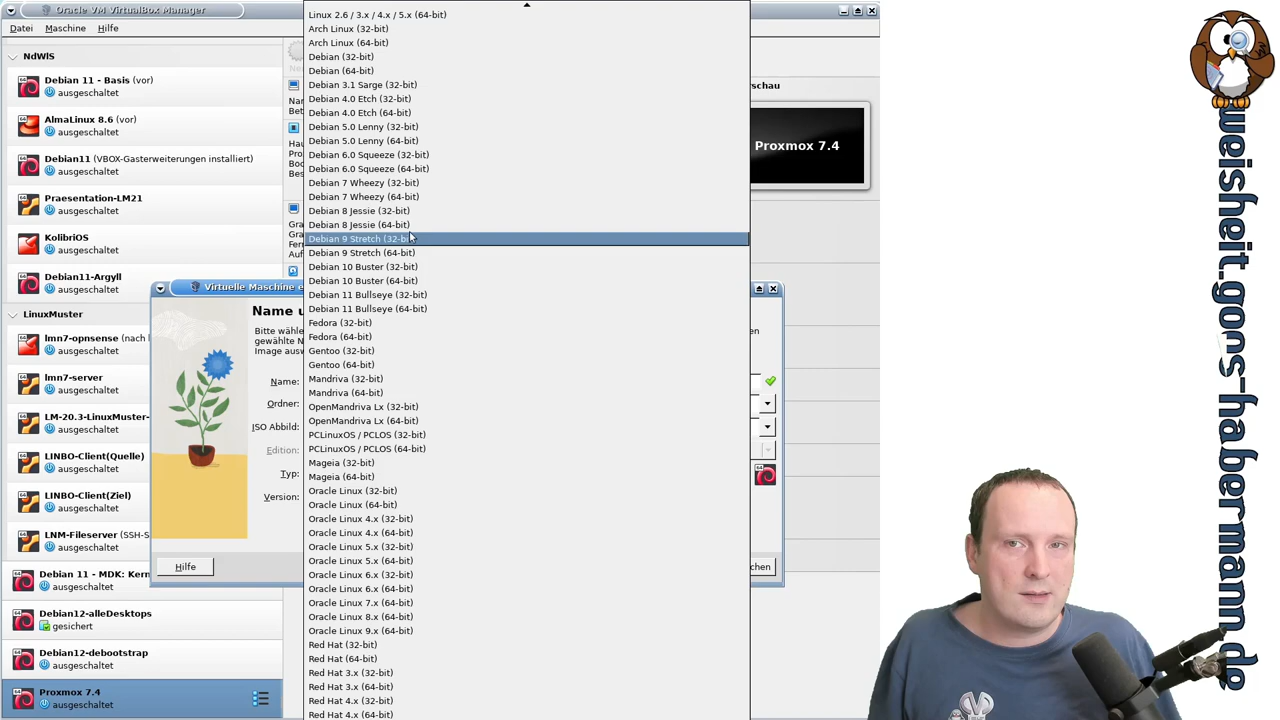 Oracle VM VirtualBox Manager
Datei Maschine Hilfe
NdWlS
Debian 11 - Basis (vor)
ausgeschaltet
AlmaLinux 8.6 (vor)
ausgeschaltet
Debian11 (VBOX-Gasterweiterungen installiert)
ausgeschaltet
Praesentation-LM21
ausgeschaltet
KolibriOS
ausgeschaltet
Debian11-Argyll
ausgeschaltet
LinuxMuster
lmn7-opnsense (nach l
ausgeschaltet
lmn7-server
ausgeschaltet
LM-20.3-LinuxMuster-
ausgeschaltet
LINBO-Client(Quelle)
ausgeschaltet
LINBO-Client(Ziel)
ausgeschaltet
LNM-Fileserver (SSH-S
ausgeschaltet
Debian 11 - MDK: Kern
ausgeschaltet
Debian12-alleDesktops
gesichert
Debian12-debootstrap
ausgeschaltet
Proxmox 7.4
ausgeschaltet
Virtuelle Maschine e
Name u
Bitte wähle
gewählte N
Image ausw
Name:
Ordner:
ISO Abbild:
Edition:
Typ:
Version:
Hilfe
Linux 2.6 / 3.x / 4.x / 5.x (64-bit)
Arch Linux (32-bit)
Arch Linux (64-bit)
Debian (32-bit)
Debian (64-bit)
Debian 3.1 Sarge (32-bit)
Debian 4.0 Etch (32-bit)
Debian 4.0 Etch (64-bit)
Debian 5.0 Lenny (32-bit)
Debian 5.0 Lenny (64-bit)
Debian 6.0 Squeeze (32-bit)
Debian 6.0 Squeeze (64-bit)
Debian 7 Wheezy (32-bit)
Debian 7 Wheezy (64-bit)
Debian 8 Jessie (32-bit)
Debian 8 Jessie (64-bit)
Debian 9 Stretch (32-bi
Debian 9 Stretch (64-bit)
Debian 10 Buster (32-bit)
Debian 10 Buster (64-bit)
Debian 11 Bullseye (32-bit)
Debian 11 Bullseye (64-bit)
Fedora (32-bit)
Fedora (64-bit)
Gentoo (32-bit)
Gentoo (64-bit)
Mandriva (32-bit)
Mandriva (64-bit)
OpenMandriva Lx (32-bit)
OpenMandriva Lx (64-bit)
PCLinuxOS / PCLOS (32-bit)
PCLinuxOS / PCLOS (64-bit)
Mageia (32-bit)
Mageia (64-bit)
Oracle Linux (32-bit)
Oracle Linux (64-bit)
Oracle Linux 4.x (32-bit)
Oracle Linux 4.x (64-bit)
Oracle Linux 5.x (32-bit)
Oracle Linux 5.x (64-bit)
Oracle Linux 6.x (32-bit)
Oracle Linux 6.x (64-bit)
Oracle Linux 7.x (64-bit)
Oracle Linux 8.x (64-bit)
Oracle Linux 9.x (64-bit)
Red Hat (32-bit)
Red Hat (64-bit)
Red Hat 3.x (32-bit)
Red Hat 3.x (64-bit)
Red Hat 4.x (32-bit)
Red Hat 4.x (64-bit)
rschau
Proxmox 7.4
en
chen
weisheit.gons-habermann.de